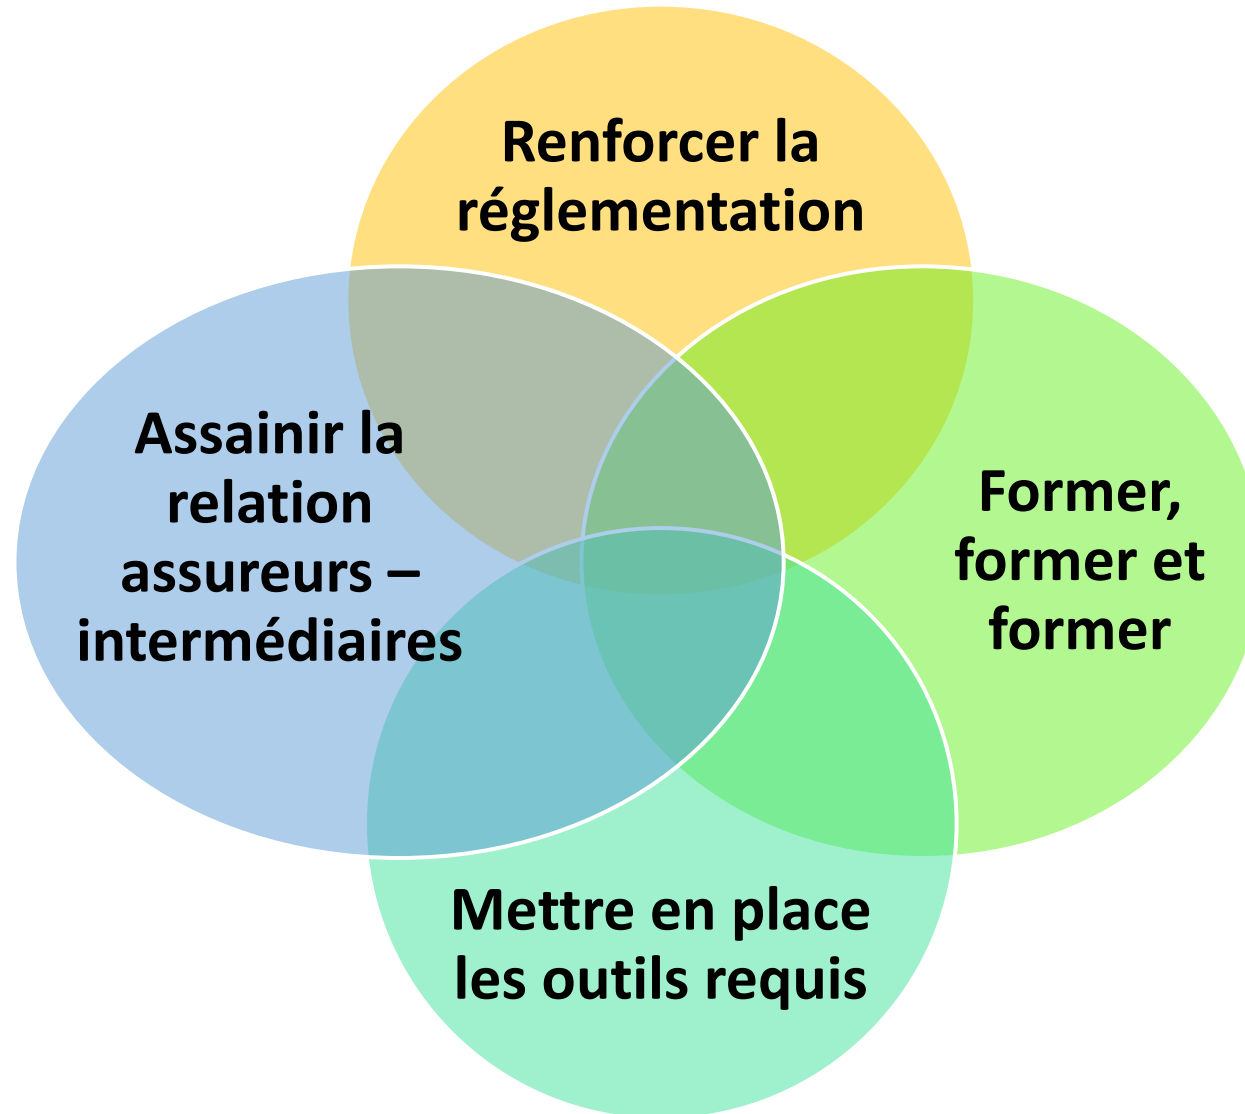 Renforcer la
réglementation
Assainir la
relation
assureurs –
intermédiaires
Former,
former et
former
Mettre en place
les outils requis